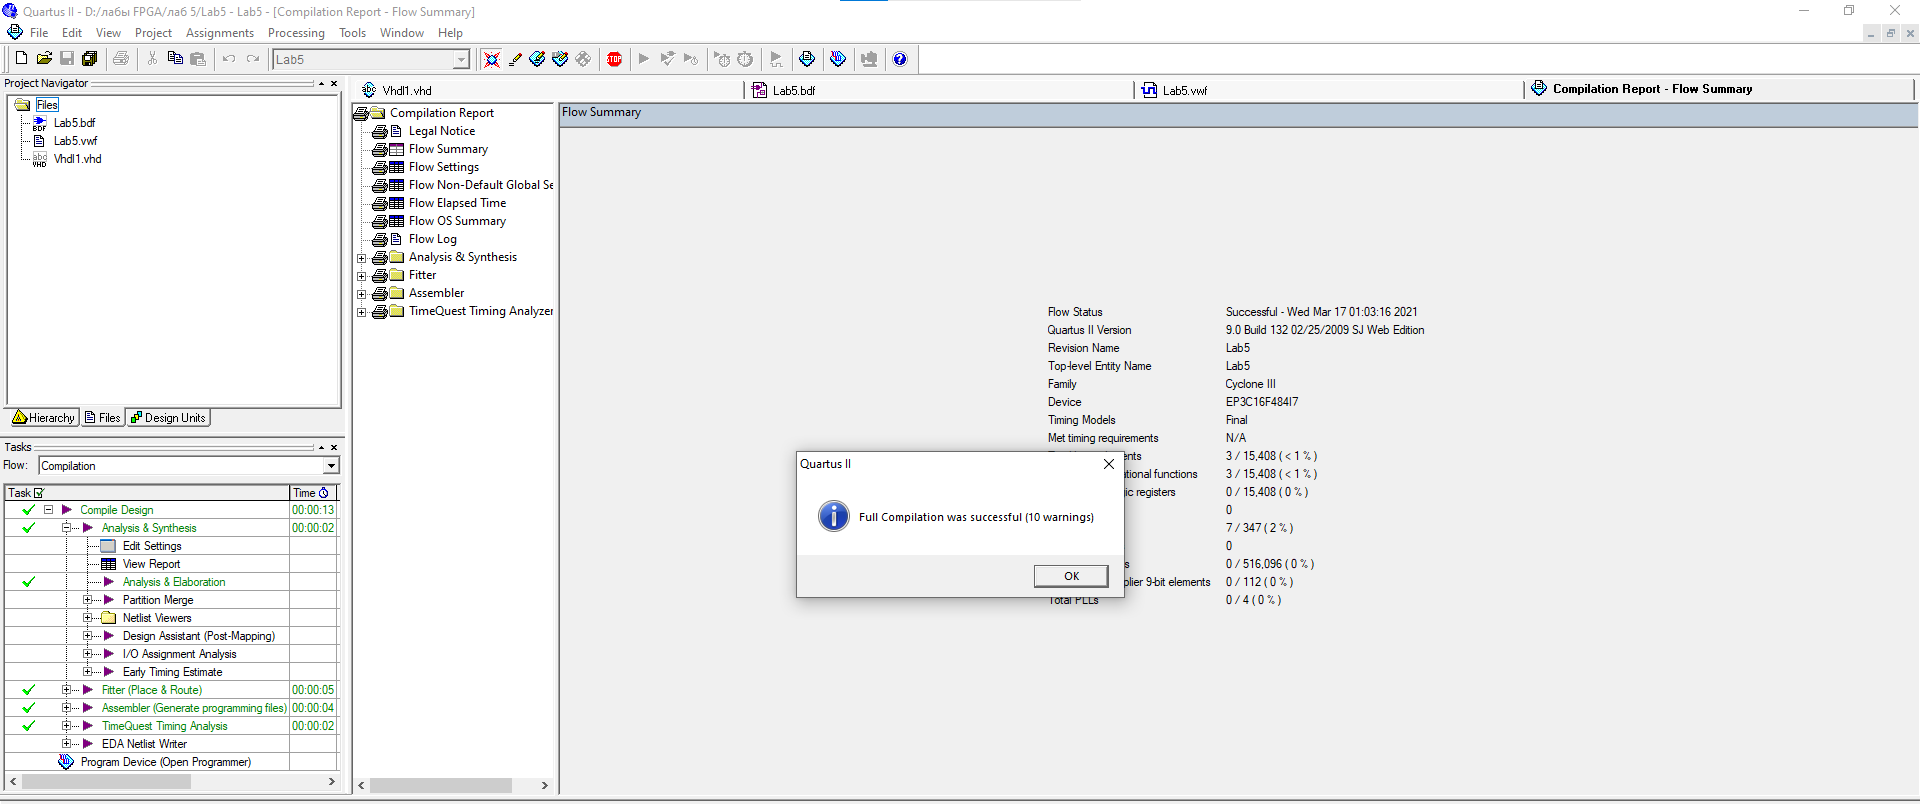 Quartus II - D:/лабы FPGA/лаб 5/Lab5 - Lab5 - [Compilation Report - Flow Summary]
File Edit View Project Assignments Processing Tools Window Help
Lab5
STOP
Project Navigator
Files
Lab5.bdf
Lab5.vwf
Vhdl1.vhd
Hierarchy Files Design Units
Tasks
Flow: Compilation
Task Time
Compile Design 00:00:13
Analysis & Synthesis 00:00:02
Edit Settings
View Report
Analysis & Elaboration
Partition Merge
Netlist Viewers
Design Assistant (Post-Mapping)
I/O Assignment Analysis
Early Timing Estimate
Fitter (Place & Route) 00:00:05
Assembler (Generate programming files) 00:00:04
TimeQuest Timing Analysis 00:00:02
EDA Netlist Writer
Program Device (Open Programmer)
Vhdl1.vhd Lab5.bdf Lab5.vwf Compilation Report - Flow Summary
Compilation Report
Legal Notice
Flow Summary
Flow Settings
Flow Non-Default Global Se
Flow Elapsed Time
Flow OS Summary
Flow Log
Analysis & Synthesis
Fitter
Assembler
TimeQuest Timing Analyzer
Flow Summary
Flow Status Successful - Wed Mar 17 01:03:16 2021
Quartus II Version 9.0 Build 132 02/25/2009 SJ Web Edition
Revision Name Lab5
Top-level Entity Name Lab5
Family Cyclone III
Device EP3C16F484I7
Timing Models Final
Met timing requirements N/A
ents 3 / 15,408 ( < 1 % )
ational functions 3 / 15,408 ( < 1 % )
ic registers 0 / 15,408 ( 0 % )
0
7 / 347 ( 2 % )
0
s 0 / 516,096 ( 0 % )
plier 9-bit elements 0 / 112 ( 0 % )
Total PLLs 0 / 4 ( 0 % )
Quartus II
Full Compilation was successful (10 warnings)
OK